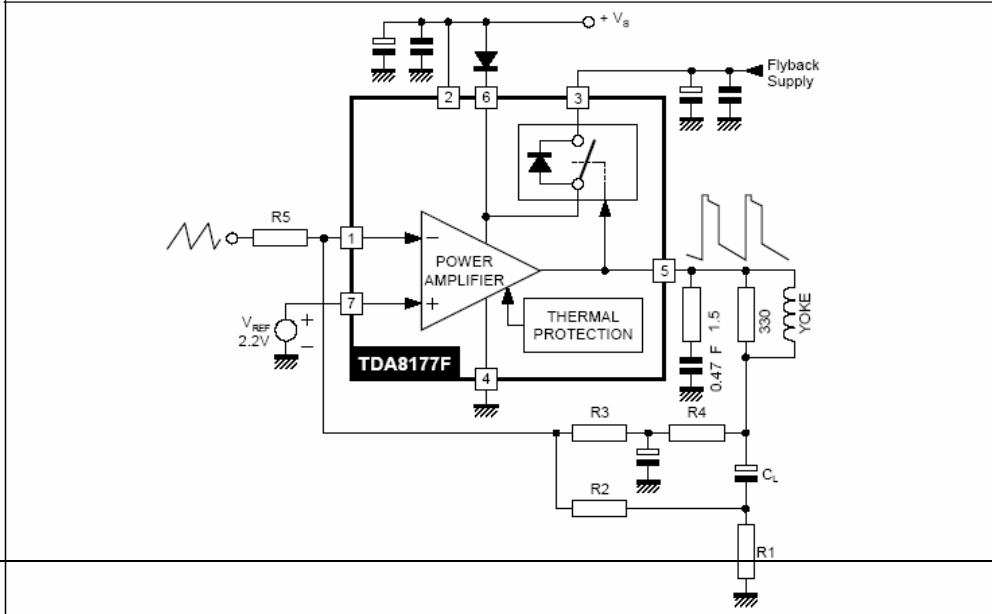 + VS
Flyback
Supply
2
6
3
R5
1
−
POWER
AMPLIFIER
5
7
+
VREF
2.2V
+
−
THERMAL
PROTECTION
TDA8177F
4
1.5
0.47 F
330
YOKE
R3
R4
R2
CL
R1